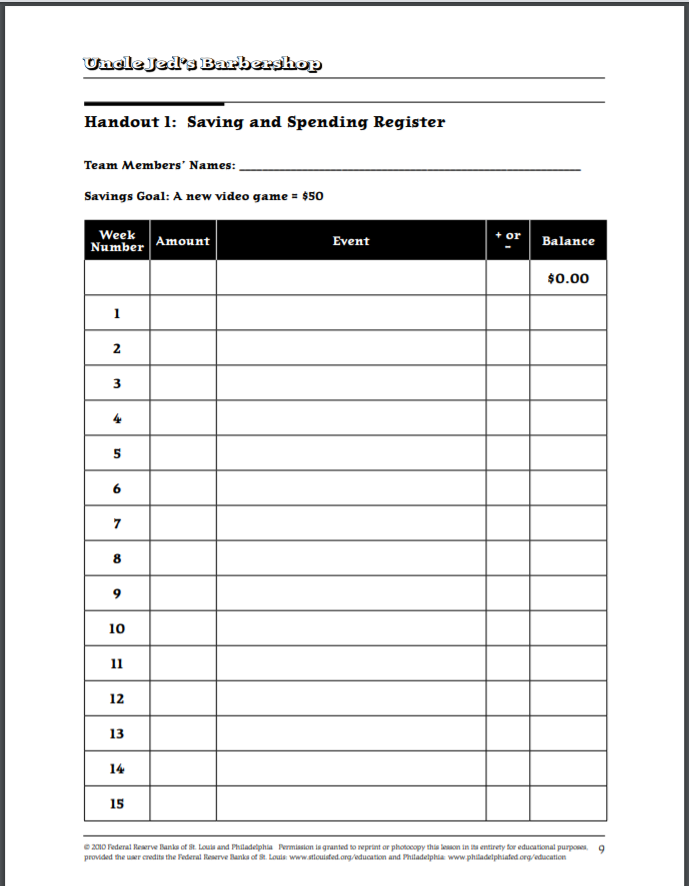 Uncle Jed's Barbershop
Handout 1: Saving and Spending Register
Team Members' Names: ___________________________________________
Savings Goal: A new video game = $50
Week Number Amount Event + or – Balance
$0.00
1
2
3
4
5
6
7
8
9
10
11
12
13
14
15
© 2010 Federal Reserve Banks of St. Louis and Philadelphia Permission is granted to reprint or photocopy this lesson in its entirety for educational purposes, 9
provided the user credits the Federal Reserve Banks of St. Louis: www.stlouisfed.org/education and Philadelphia: www.philadelphiafed.org/education